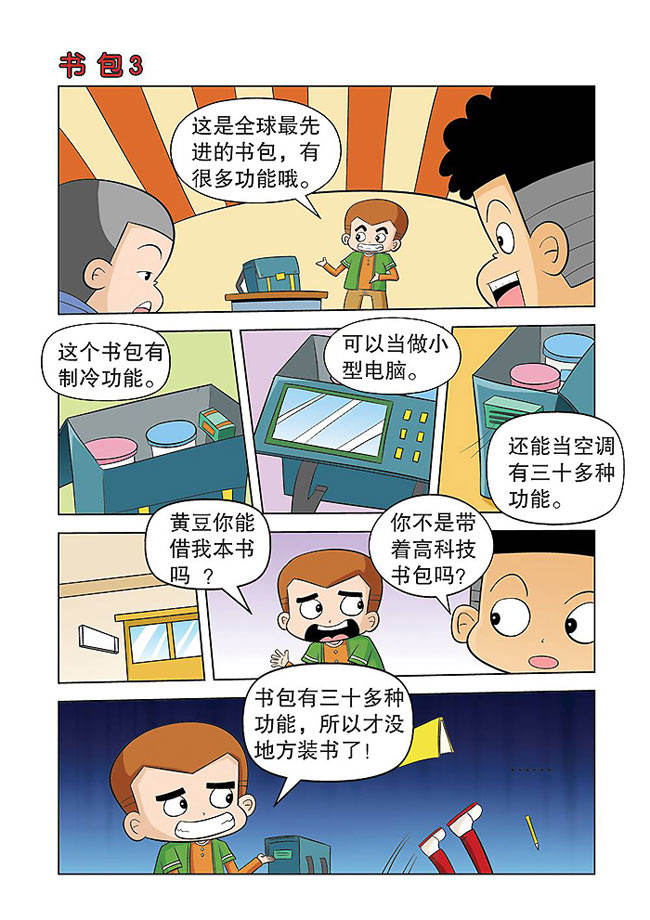 书包3
这是全球最先
进的书包，有
很多功能哦。
这个书包有
制冷功能。
可以当做小
型电脑。
还能当空调
有三十多种
功能。
黄豆你能
借我本书
吗 ？
你不是带
着高科技
书包吗？
书包有三十多种
功能，所以才没
地方装书了！
……